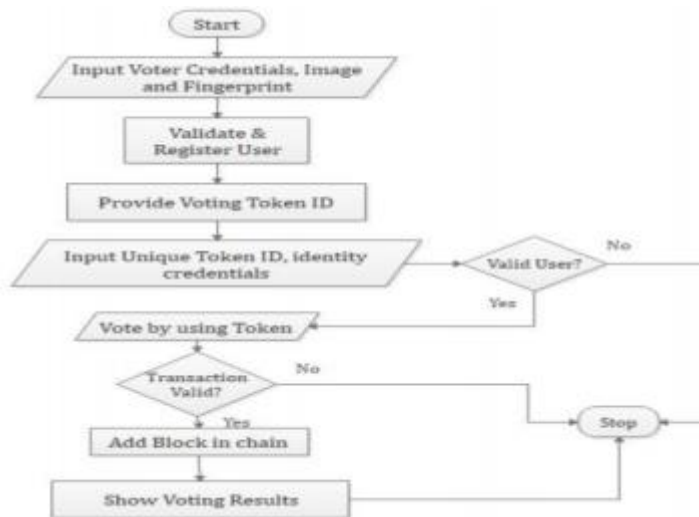 Start
Input Voter Credentials, Image
and Fingerprint
Validate &
Register User
Provide Voting Token ID
Input Unique Token ID, identity
credentials
Valid User?
No
Yes
Vote by using Token
Transaction
Valid?
No
Yes
Stop
Add Block in chain
Show Voting Results